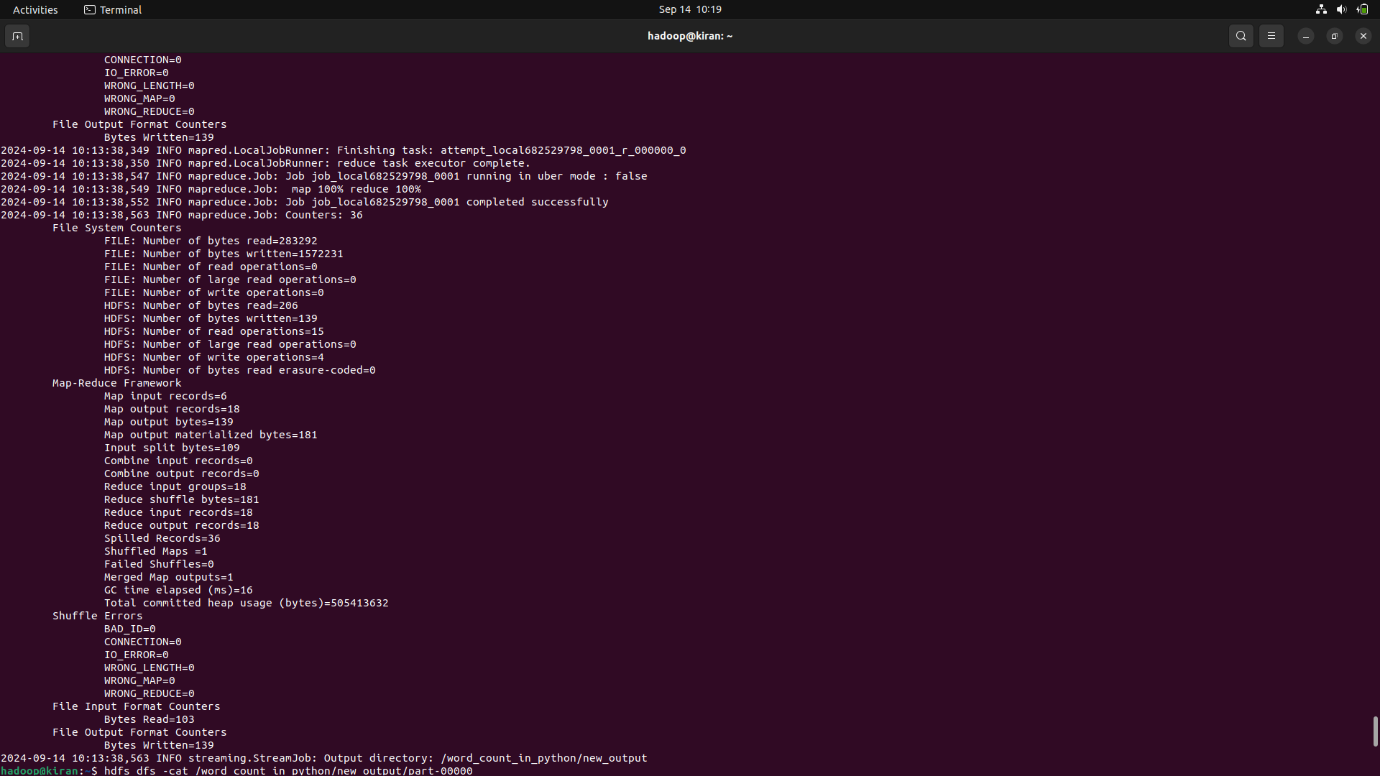 Activities
Terminal
Sep 14 10:19
hadoop@kiran: ~
CONNECTION=0
IO_ERROR=0
WRONG_LENGTH=0
WRONG_MAP=0
WRONG_REDUCE=0
File Output Format Counters
Bytes Written=139
2024-09-14 10:13:38,349 INFO mapred.LocalJobRunner: Finishing task: attempt_local682529798_0001_r_000000_0
2024-09-14 10:13:38,350 INFO mapred.LocalJobRunner: reduce task executor complete.
2024-09-14 10:13:38,547 INFO mapreduce.Job: Job job_local682529798_0001 running in uber mode : false
2024-09-14 10:13:38,549 INFO mapreduce.Job:  map 100% reduce 100%
2024-09-14 10:13:38,552 INFO mapreduce.Job: Job job_local682529798_0001 completed successfully
2024-09-14 10:13:38,563 INFO mapreduce.Job: Counters: 36
File System Counters
FILE: Number of bytes read=283292
FILE: Number of bytes written=1572231
FILE: Number of read operations=0
FILE: Number of large read operations=0
FILE: Number of write operations=0
HDFS: Number of bytes read=206
HDFS: Number of bytes written=139
HDFS: Number of read operations=15
HDFS: Number of large read operations=0
HDFS: Number of write operations=4
HDFS: Number of bytes read erasure-coded=0
Map-Reduce Framework
Map input records=6
Map output records=18
Map output bytes=139
Map output materialized bytes=181
Input split bytes=109
Combine input records=0
Combine output records=0
Reduce input groups=18
Reduce shuffle bytes=181
Reduce input records=18
Reduce output records=18
Spilled Records=36
Shuffled Maps =1
Failed Shuffles=0
Merged Map outputs=1
GC time elapsed (ms)=16
Total committed heap usage (bytes)=505413632
Shuffle Errors
BAD_ID=0
CONNECTION=0
IO_ERROR=0
WRONG_LENGTH=0
WRONG_MAP=0
WRONG_REDUCE=0
File Input Format Counters
Bytes Read=103
File Output Format Counters
Bytes Written=139
2024-09-14 10:13:38,563 INFO streaming.StreamJob: Output directory: /word_count_in_python/new_output
hadoop@kiran:~$ hdfs dfs -cat /word_count_in_python/new_output/part-00000